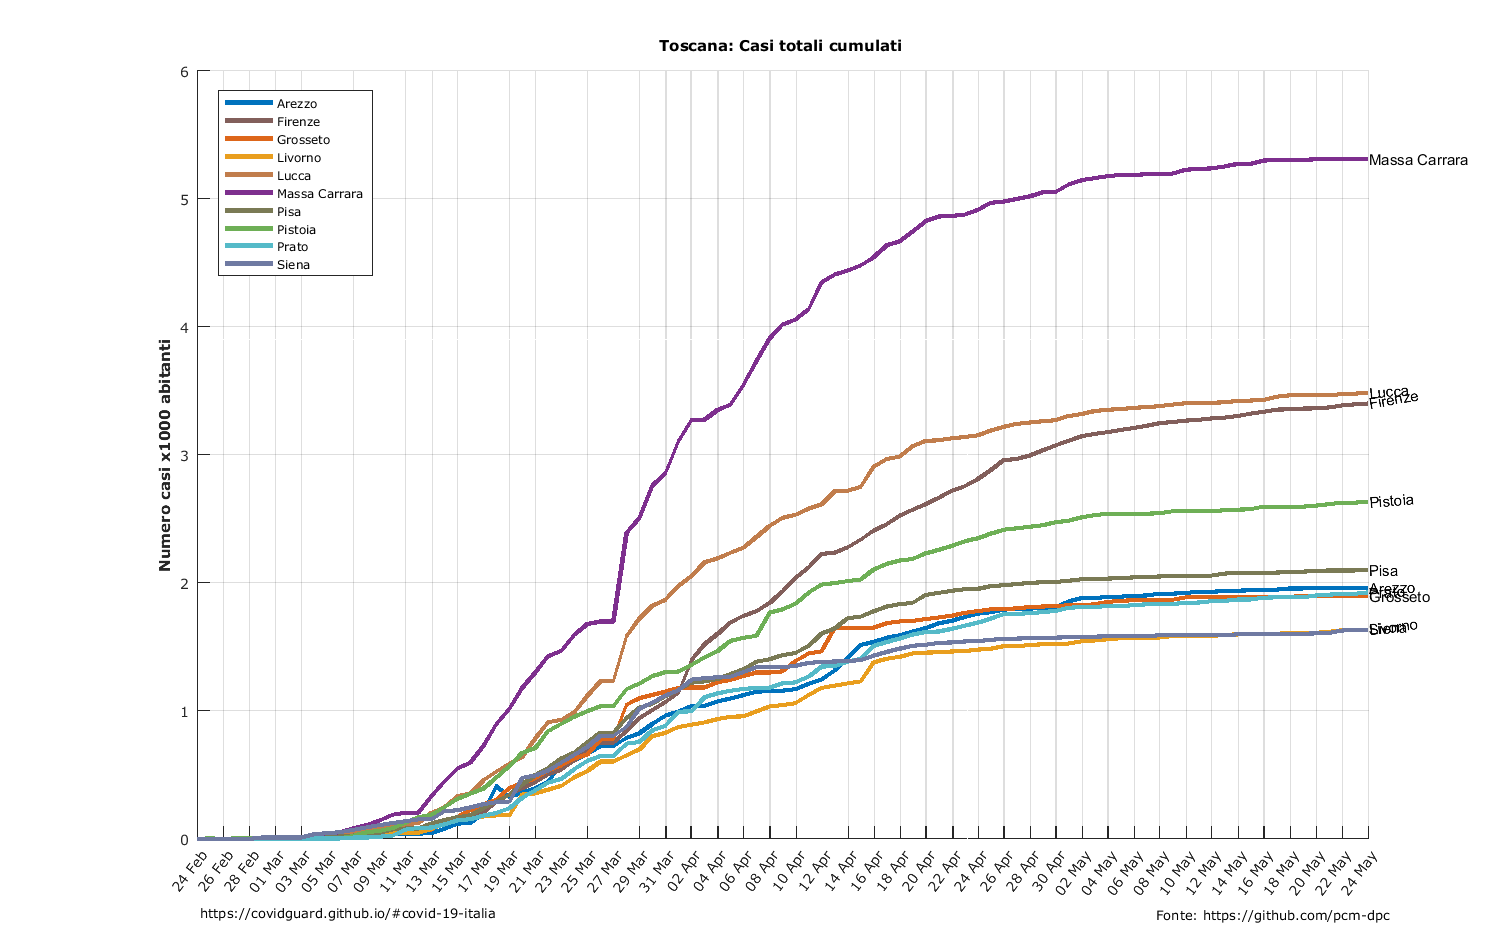 Toscana: Casi totali cumulati
Numero casi x1000 abitanti
6
5
4
3
2
1
0
Arezzo
Firenze
Grosseto
Livorno
Lucca
Massa Carrara
Pisa
Pistoia
Prato
Siena
Massa Carrara
Lucca
Firenze
Pistoia
Pisa
Arezzo
Prato
Grosseto
Livorno
Siena
24 Feb
26 Feb
28 Feb
01 Mar
03 Mar
05 Mar
07 Mar
09 Mar
11 Mar
13 Mar
15 Mar
17 Mar
19 Mar
21 Mar
23 Mar
25 Mar
27 Mar
29 Mar
31 Mar
02 Apr
04 Apr
06 Apr
08 Apr
10 Apr
12 Apr
14 Apr
16 Apr
18 Apr
20 Apr
22 Apr
24 Apr
26 Apr
28 Apr
30 Apr
02 May
04 May
06 May
08 May
10 May
12 May
14 May
16 May
18 May
20 May
22 May
24 May
https://covidguard.github.io/#covid-19-italia
Fonte: https://github.com/pcm-dpc